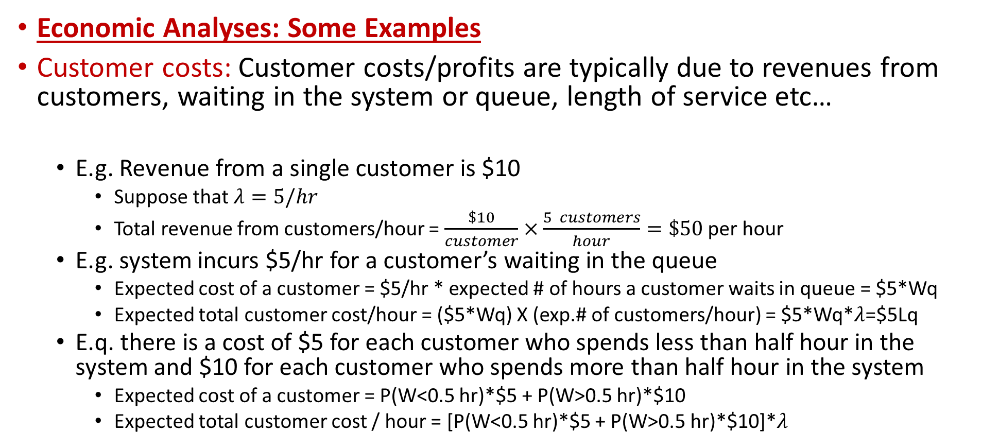 • Economic Analyses: Some Examples
• Customer costs: Customer costs/profits are typically due to revenues from
customers, waiting in the system or queue, length of service etc…
• E.g. Revenue from a single customer is $10
• Suppose that λ = 5/hr
• Total revenue from customers/hour = $10/customer × 5 customers/hour = $50 per hour
• E.g. system incurs $5/hr for a customer’s waiting in the queue
• Expected cost of a customer = $5/hr * expected # of hours a customer waits in queue = $5*Wq
• Expected total customer cost/hour = ($5*Wq) X (exp.# of customers/hour) = $5*Wq*λ=$5Lq
• E.q. there is a cost of $5 for each customer who spends less than half hour in the
system and $10 for each customer who spends more than half hour in the system
• Expected cost of a customer = P(W<0.5 hr)*$5 + P(W>0.5 hr)*$10
• Expected total customer cost / hour = [P(W<0.5 hr)*$5 + P(W>0.5 hr)*$10]*λ